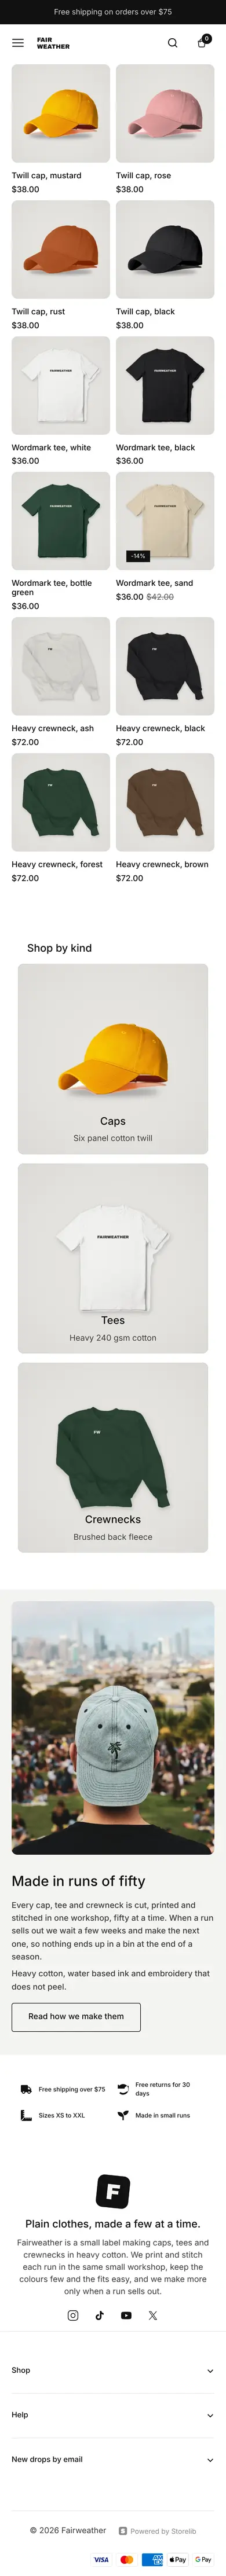 Free shipping on orders over $75
FAIR
WEATHER
0
Twill cap, mustard
$38.00
Twill cap, rose
$38.00
Twill cap, rust
$38.00
Twill cap, black
$38.00
FAIRWEATHER
FAIRWEATHER
Wordmark tee, white
$36.00
Wordmark tee, black
$36.00
FAIRWEATHER
FAIRWEATHER
-14%
Wordmark tee, bottle
green
$36.00
Wordmark tee, sand
$36.00 $42.00
FW
FW
Heavy crewneck, ash
$72.00
Heavy crewneck, black
$72.00
FW
FW
Heavy crewneck, forest
$72.00
Heavy crewneck, brown
$72.00
Shop by kind
Caps
Six panel cotton twill
FAIRWEATHER
Tees
Heavy 240 gsm cotton
FW
Crewnecks
Brushed back fleece
Made in runs of fifty
Every cap, tee and crewneck is cut, printed and
stitched in one workshop, fifty at a time. When a run
sells out we wait a few weeks and make the next
one, so nothing ends up in a bin at the end of a
season.
Heavy cotton, water based ink and embroidery that
does not peel.
Read how we make them
Free shipping over $75
Free returns for 30
days
Sizes XS to XXL
Made in small runs
F
Plain clothes, made a few at a time.
Fairweather is a small label making caps, tees and
crewnecks in heavy cotton. We print and stitch
each run in the same small workshop, keep the
colours few and the fits easy, and we make more
only when a run sells out.
Shop
Help
New drops by email
© 2026 Fairweather
Powered by Storelib
VISA
AMEX
Pay
G Pay